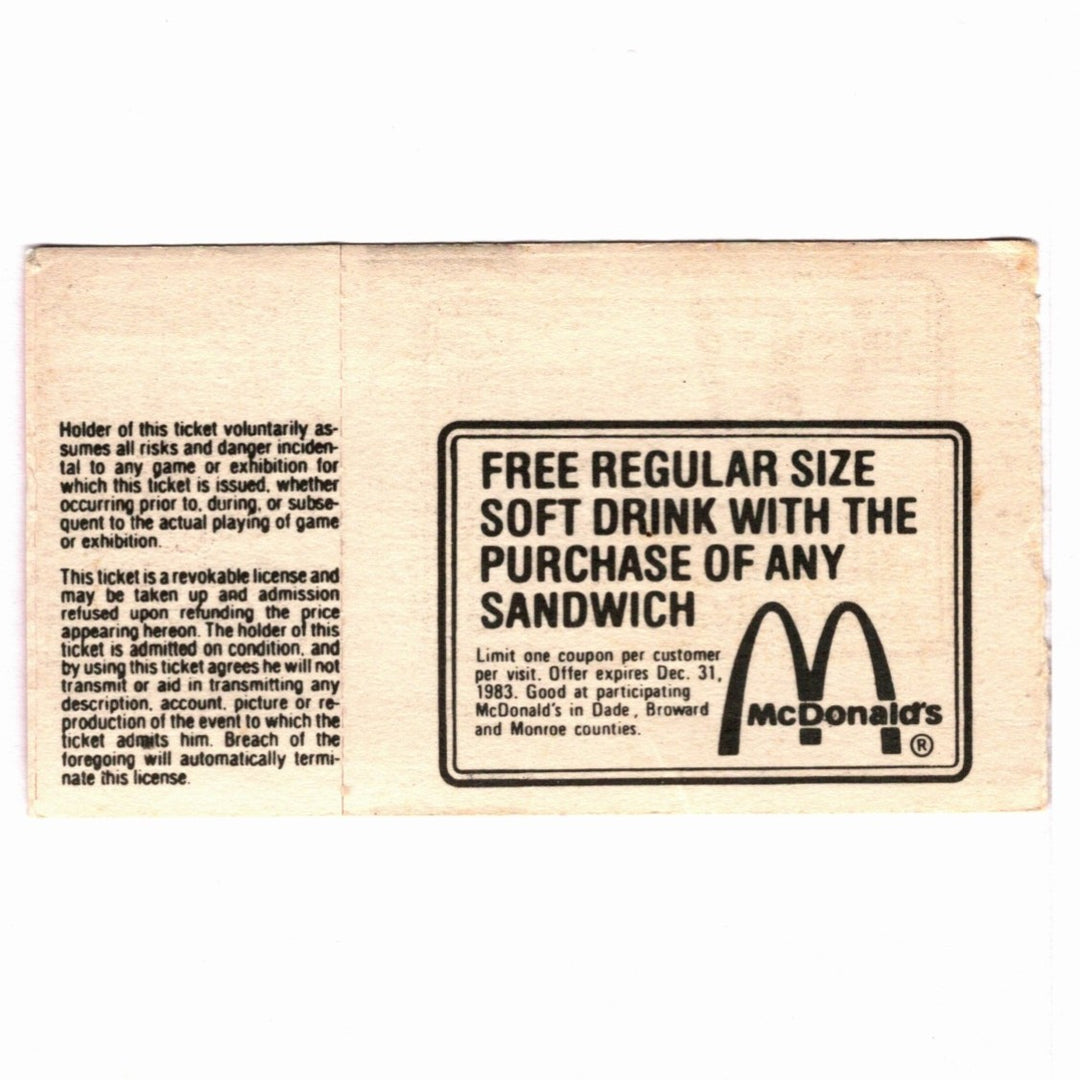 Holder of this ticket voluntarily as-
sumes all risks and danger inciden-
tal to any game or exhibition for
which this ticket is issued, whether
occurring prior to, during, or subse-
quent to the actual playing of game
or exhibition.
This ticket is a revokable license and
may be taken up and admission
refused upon refunding the price
appearing hereon. The holder of this
ticket is admitted on condition, and
by using this ticket agrees he will not
transmit or aid in transmitting any
description, account, picture or re-
production of the event to which the
ticket admits him. Breach of the
foregoing will automatically termi-
nate this license.
FREE REGULAR SIZE
SOFT DRINK WITH THE
PURCHASE OF ANY
SANDWICH
Limit one coupon per customer
per visit. Offer expires Dec. 31,
1983. Good at participating
McDonald's in Dade, Broward
and Monroe counties.
McDonald's
®